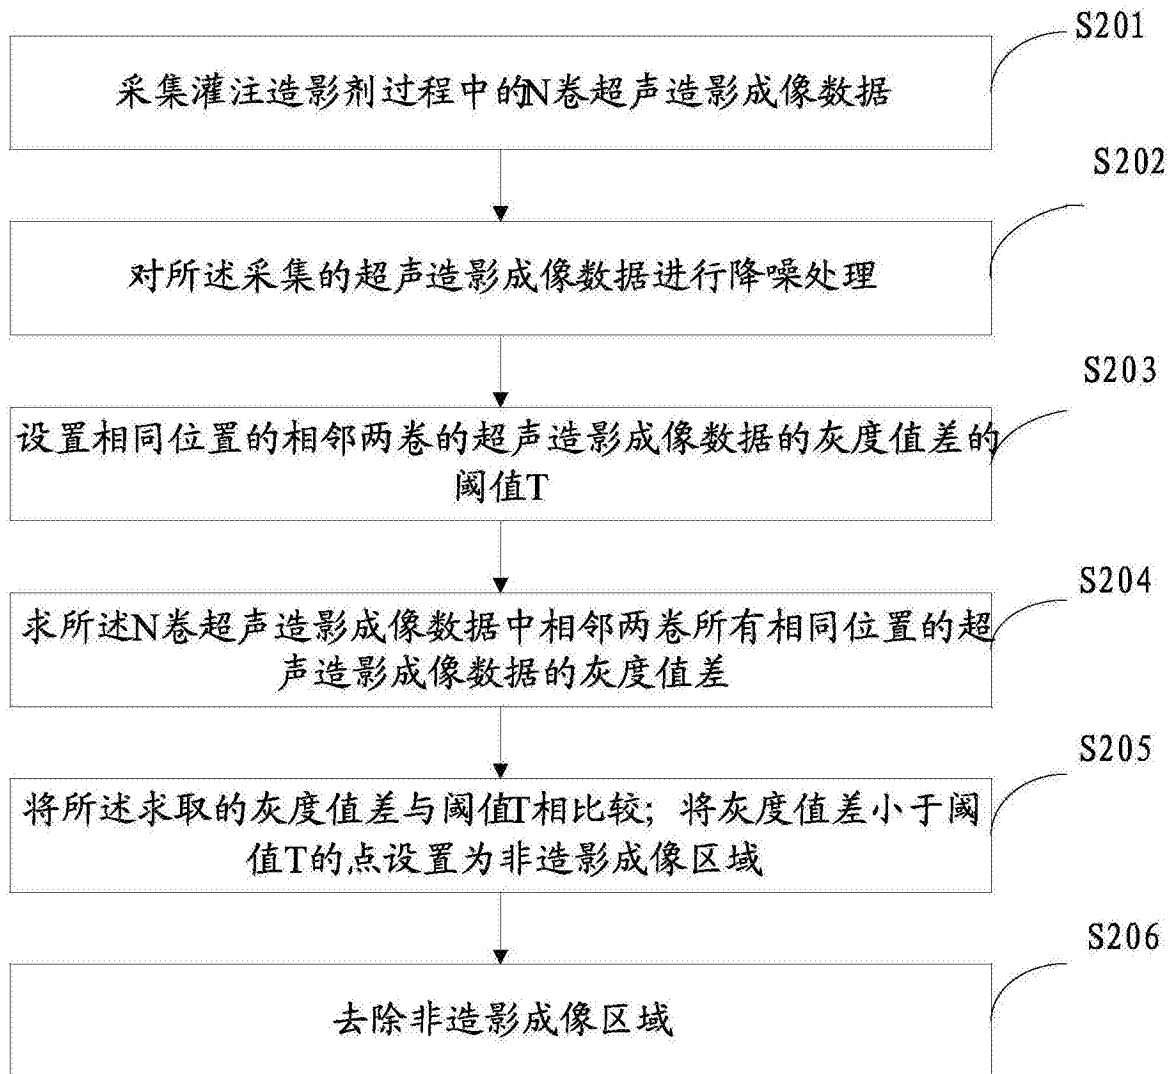 S201
采集灌注造影剂过程中的N卷超声造影成像数据
S202
对所述采集的超声造影成像数据进行降噪处理
S203
设置相同位置的相邻两卷的超声造影成像数据的灰度值差的
阈值T
S204
求所述N卷超声造影成像数据中相邻两卷所有相同位置的超
声造影成像数据的灰度值差
S205
将所述求取的灰度值差与阈值T相比较；将灰度值差小于阈
值T的点设置为非造影成像区域
S206
去除非造影成像区域